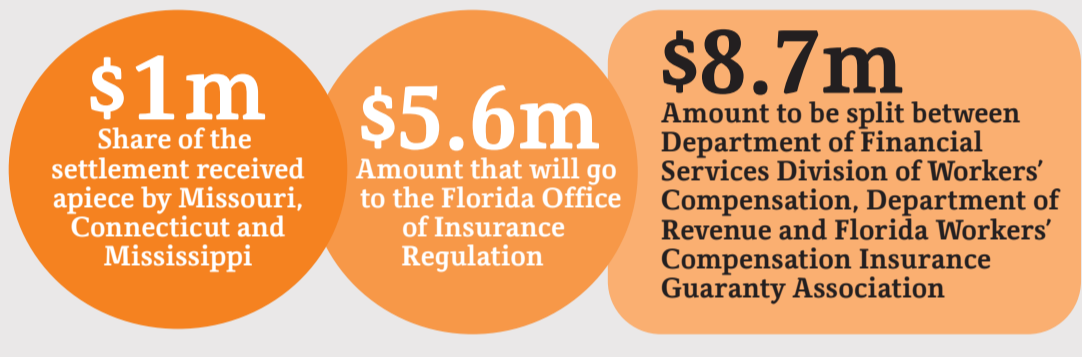 $1m
Share of the
settlement received
apiece by Missouri,
Connecticut and
Mississippi
$5.6m
Amount that will go
to the Florida Office
of Insurance
Regulation
$8.7m
Amount to be split between
Department of Financial
Services Division of Workers’
Compensation, Department of
Revenue and Florida Workers’
Compensation Insurance
Guaranty Association